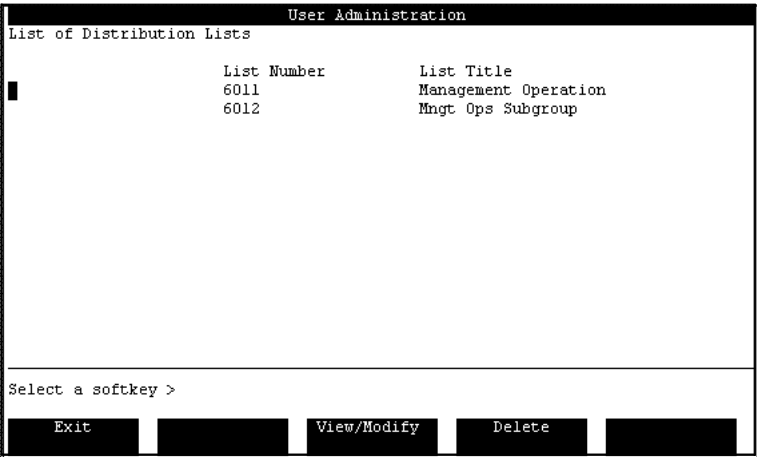 User Administration
List of Distribution Lists
List Number List Title
6011 Management Operation
6012 Mngt Ops Subgroup
Select a softkey >
Exit View/Modify Delete